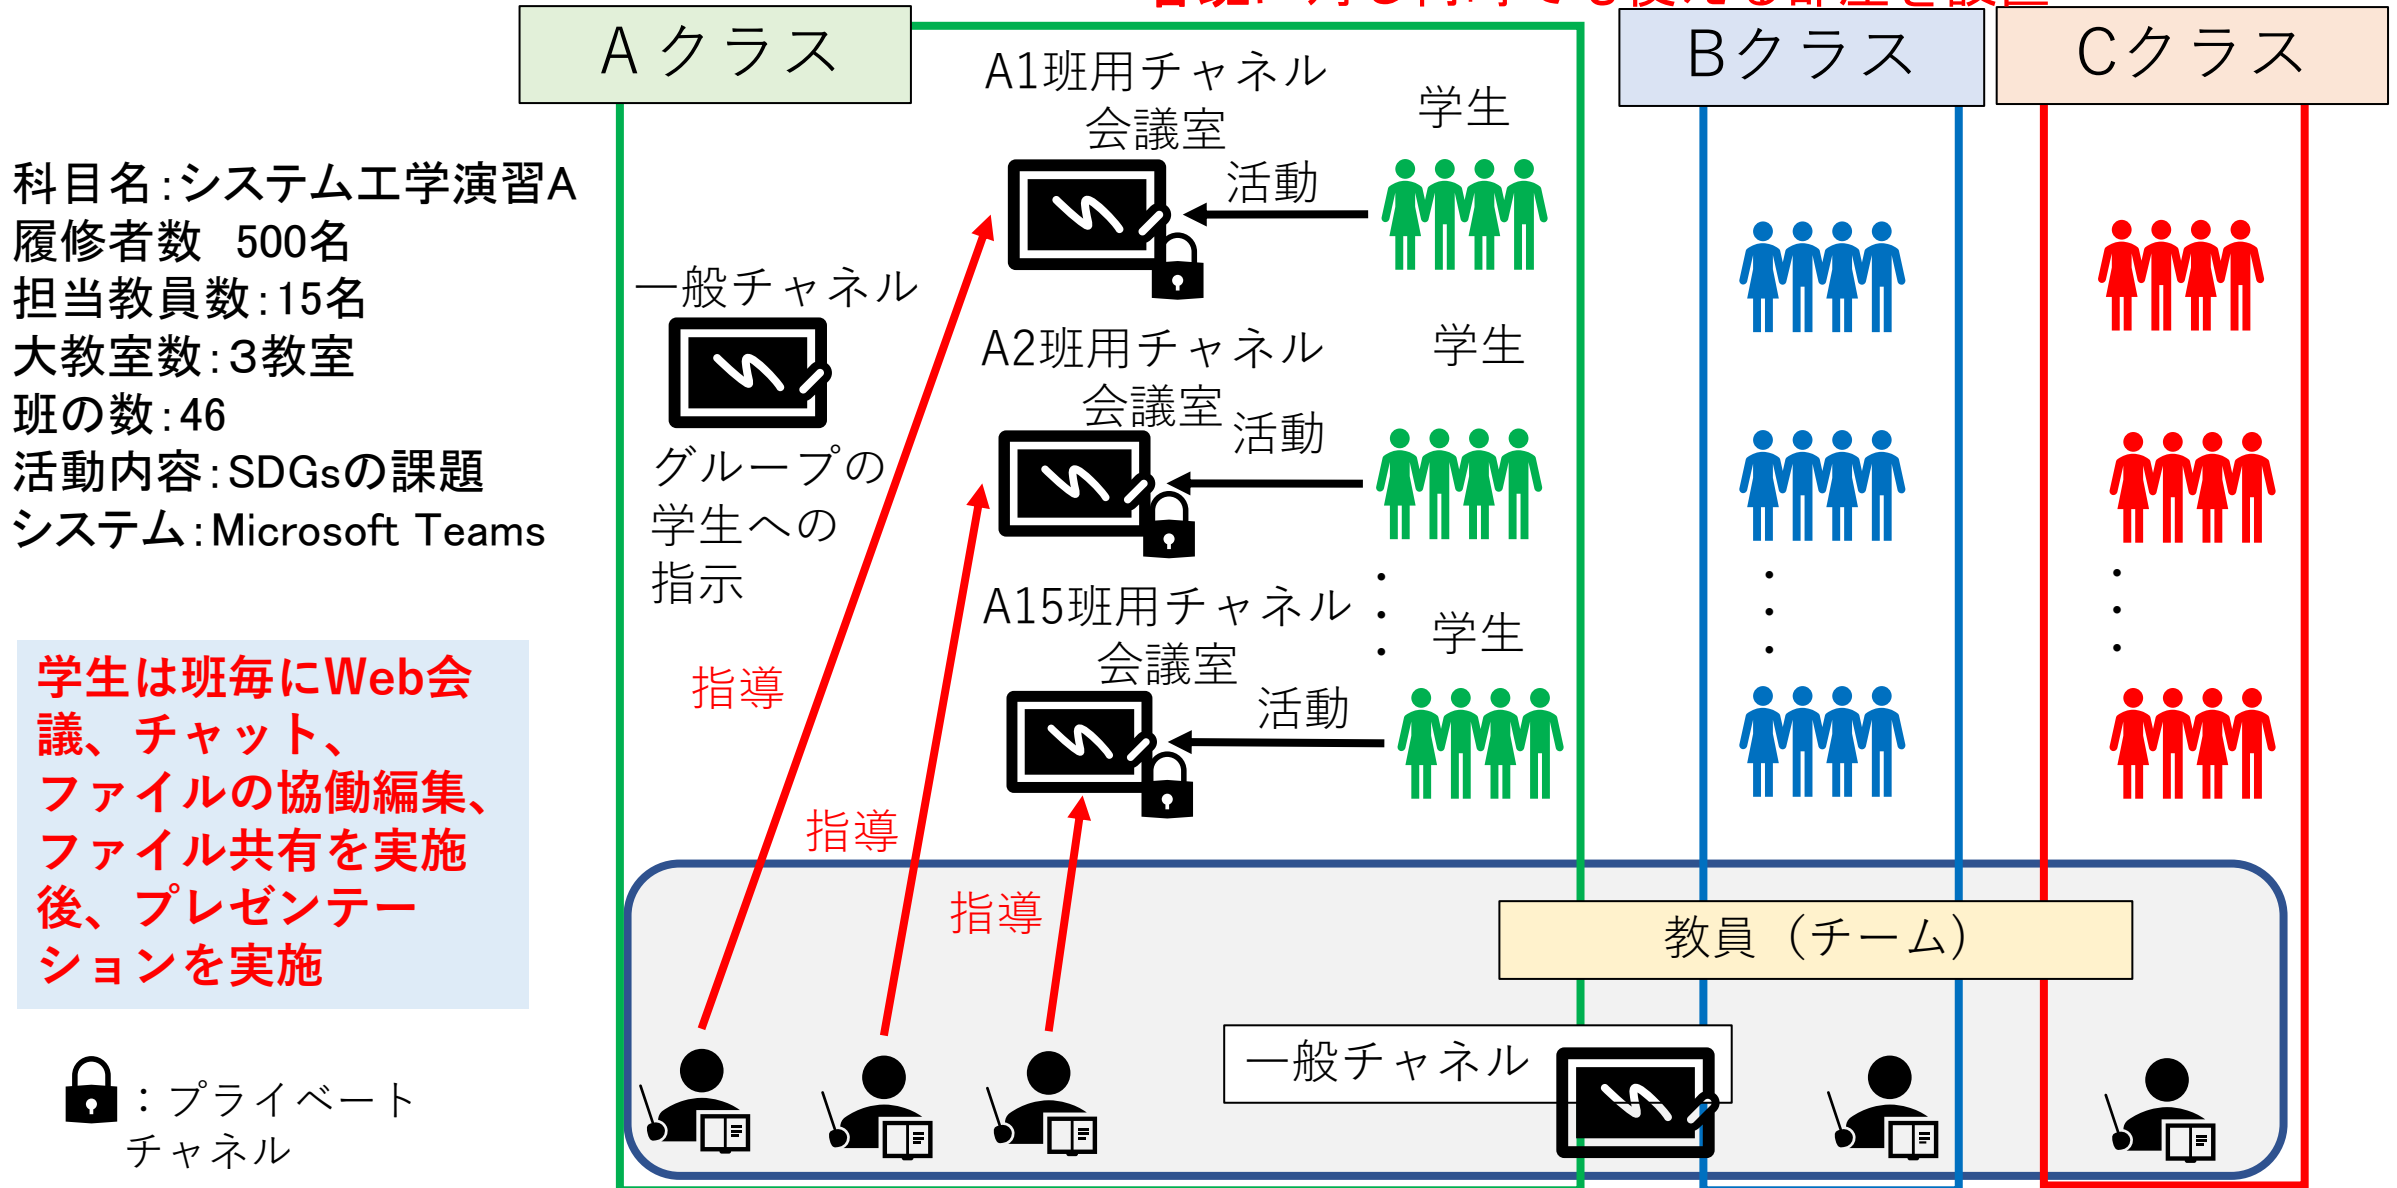 Aクラス
Bクラス
Cクラス
科目名:システム工学演習A
履修者数 500名
担当教員数:15名
大教室数:3教室
班の数:46
活動内容:SDGsの課題
システム:Microsoft Teams
学生は班毎にWeb会
議、チャット、
ファイルの協働編集、
ファイル共有を実施
後、プレゼンテー
ションを実施
:プライベート
チャネル
一般チャネル
グループの
学生への
指示
A1班用チャネル
会議室
活動
学生
A2班用チャネル
会議室
活動
学生
・
・
・
A15班用チャネル
会議室
活動
学生
・
・
・
・
・
・
指導
指導
指導
教員(チーム)
一般チャネル